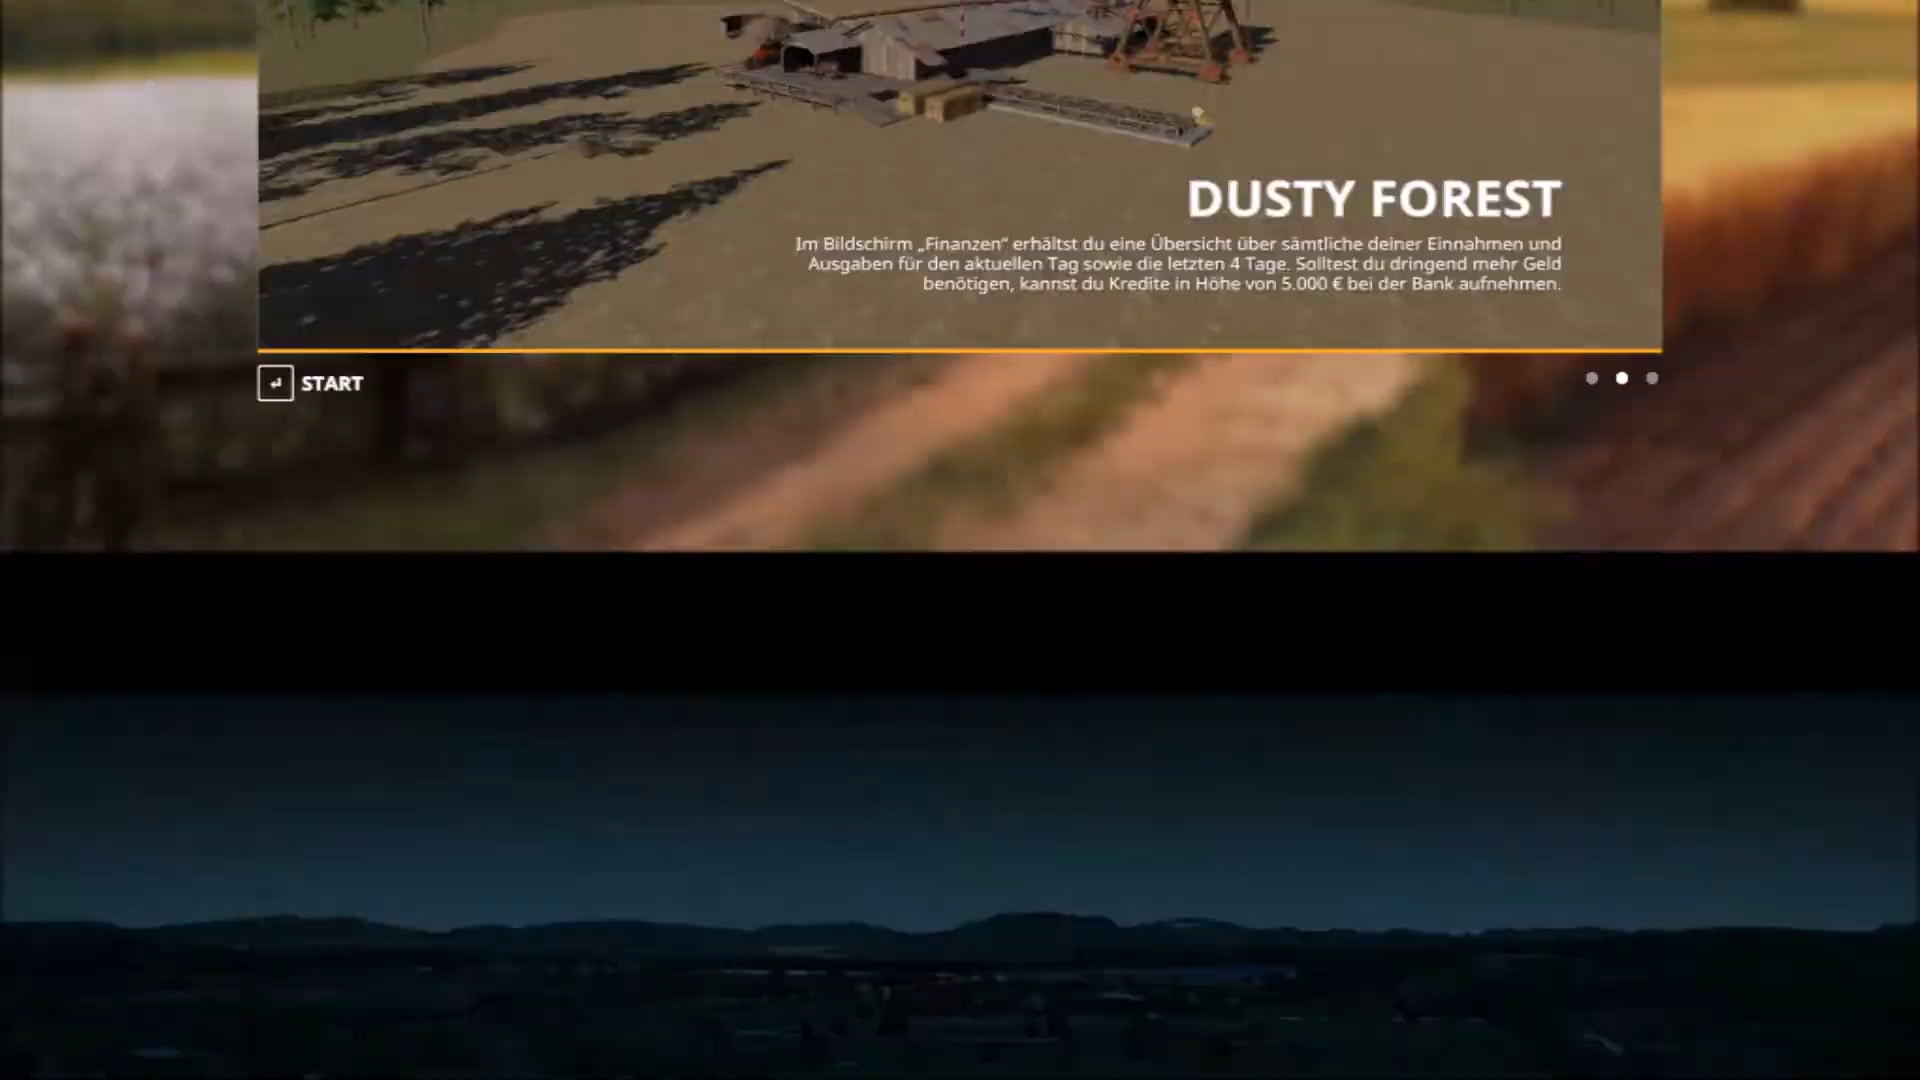 DUSTY FOREST
Im Bildschirm „Finanzen“ erhältst du eine Übersicht über sämtliche deiner Einnahmen und
Ausgaben für den aktuellen Tag sowie die letzten 4 Tage. Solltest du dringend mehr Geld
benötigen, kannst du Kredite in Höhe von 5.000 € bei der Bank aufnehmen.
START